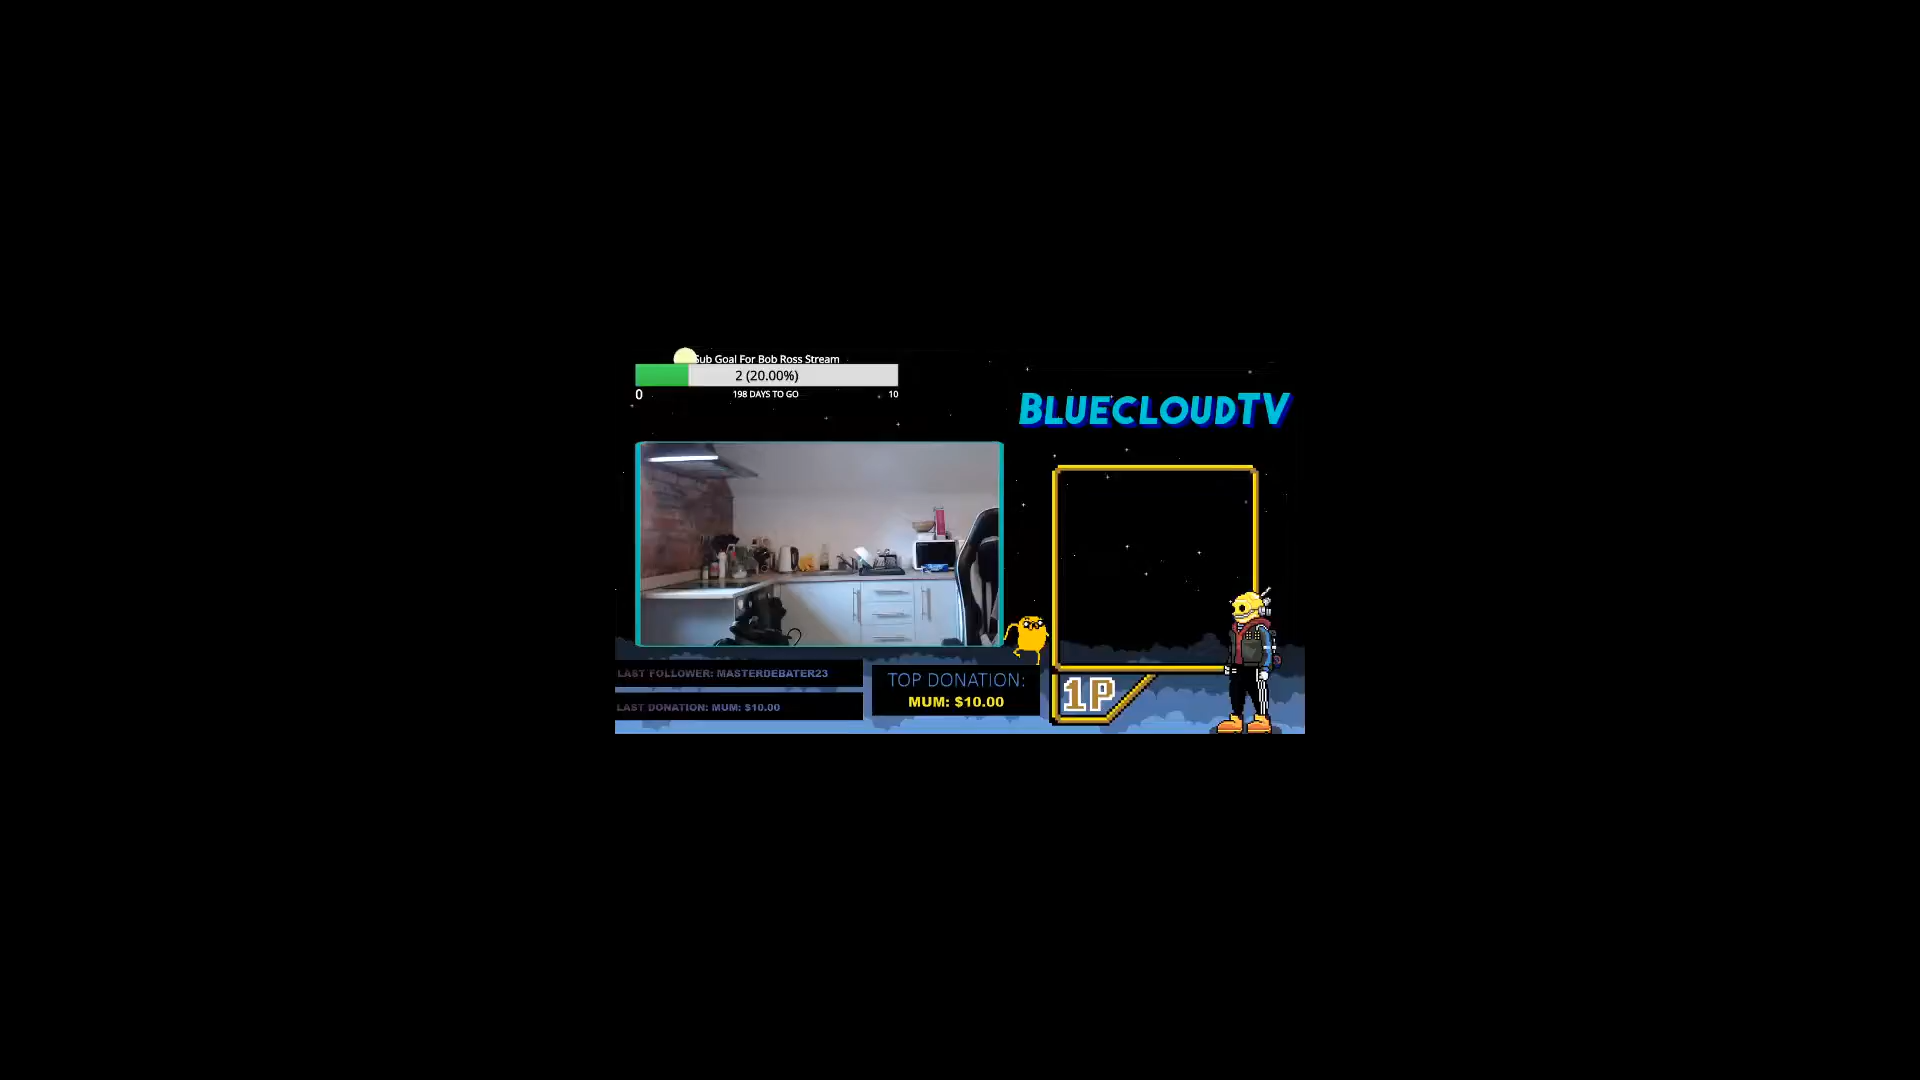 Sub Goal For Bob Ross Stream
2 (20.00%)
0 198 DAYS TO GO 10
BLUECLOUDTV
LAST FOLLOWER: MASTERDEBATER23
LAST DONATION: MUM: $10.00
TOP DONATION:
MUM: $10.00
1P